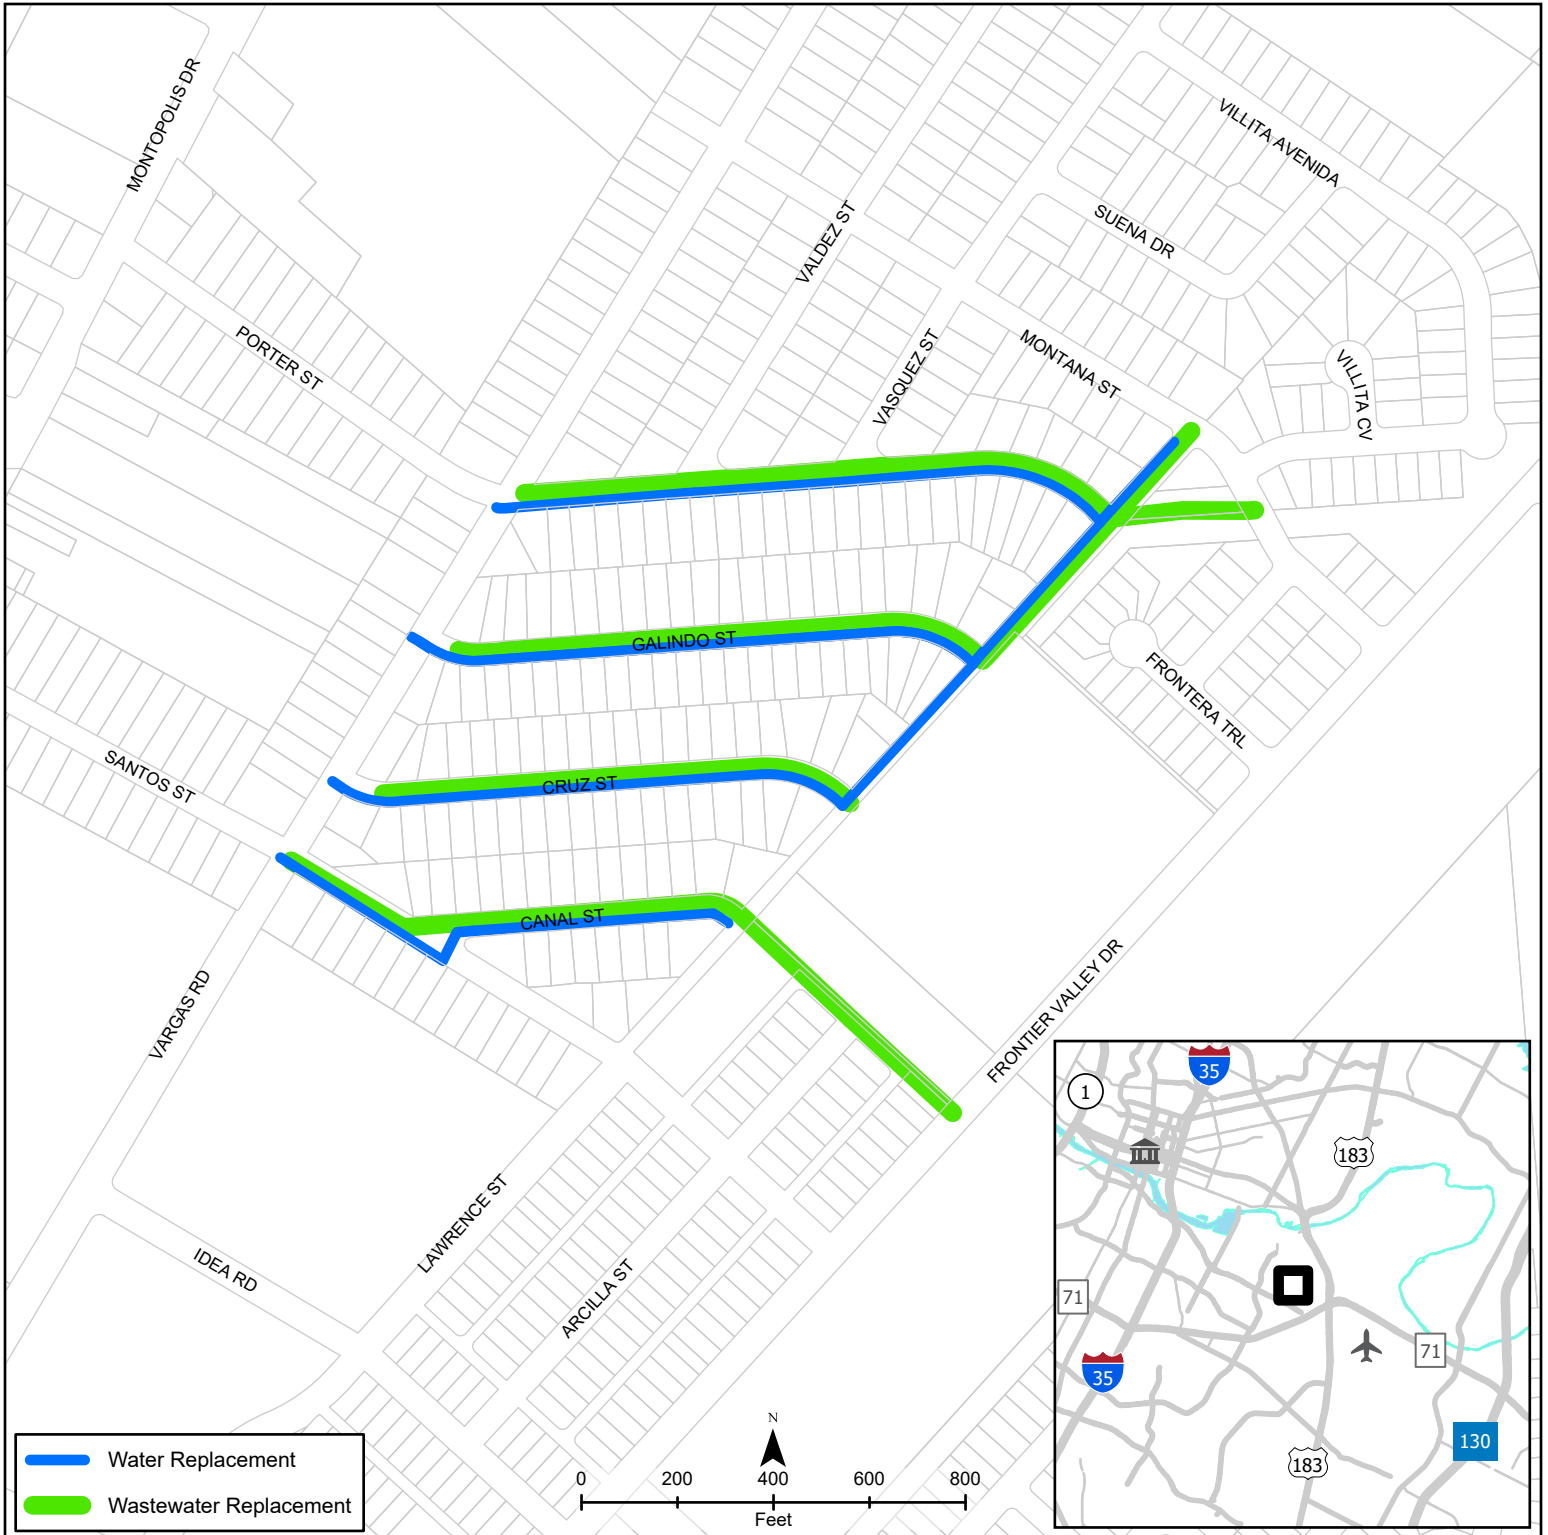 MONTOPOLIS DR
VILLITA AVENIDA
SUENA DR
VALDEZ ST
PORTER ST
VASQUEZ ST
MONTANA ST
VILLITA CV
GALINDO ST
FRONTERA TRL
SANTOS ST
CRUZ ST
CANAL ST
VARGAS RD
FRONTIER VALLEY DR
LAWRENCE ST
IDEA RD
ARCILLA ST
35
1
183
71
71
35
130
183
Water Replacement
Wastewater Replacement
N
0 200 400 600 800
Feet